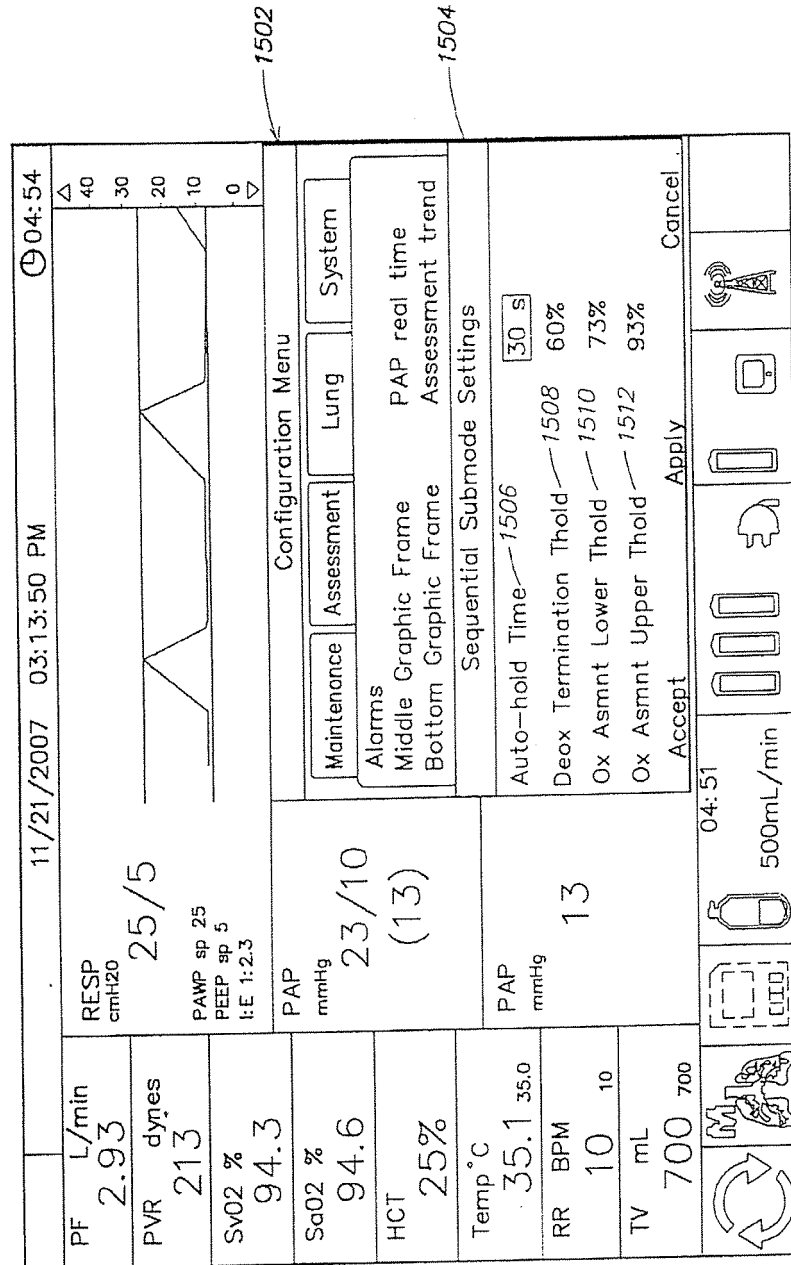 11/21/2007 03:13:50 PM
04:54
PF L/min
2.93
PVR dynes
213
SvO2 %
94.3
SaO2 %
94.6
HCT
25%
Temp°C
35.1 35.0
RR BPM
10 10
TV mL
700 700
RESP
cmH20
25/5
PAWP sp 25
PEEP sp 5
I:E 1:2.3
40
30
20
10
0
PAP
mmHg
23/10
(13)
PAP
mmHg
13
Configuration Menu
1502
Maintenance Assessment Lung System
Alarms
Middle Graphic Frame PAP real time
Bottom Graphic Frame Assessment trend
Sequential Submode Settings
1504
Auto-hold Time 1506 30 s
Deox Termination Thold 1508 60%
Ox Asmnt Lower Thold 1510 73%
Ox Asmnt Upper Thold 1512 93%
Accept Apply Cancel
04:51
500mL/min